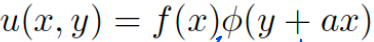 u(x, y) = f(x)ϕ(y + ax)